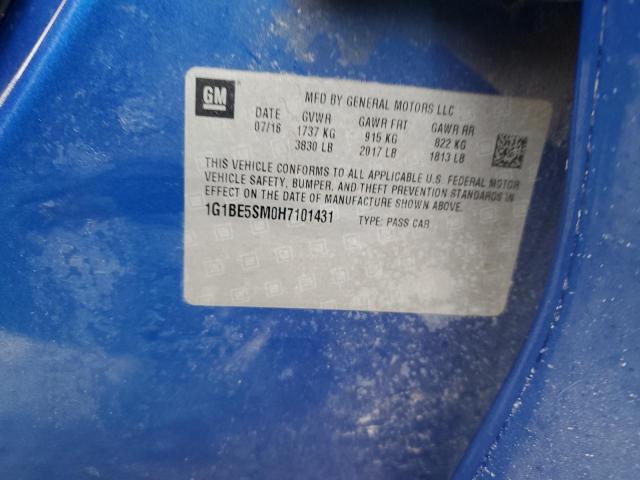 GM
MFD BY GENERAL MOTORS LLC
DATE GVWR GAWR FRT GAWR RR
07/16 1737 KG 915 KG 822 KG
3830 LB 2017 LB 1813 LB
THIS VEHICLE CONFORMS TO ALL APPLICABLE U.S. FEDERAL MOTOR
VEHICLE SAFETY, BUMPER, AND THEFT PREVENTION STANDARDS IN
EFFECT ON THE DATE OF MANUFACTURE SHOWN ABOVE.
1G1BE5SM0H7101431 TYPE: PASS CAR